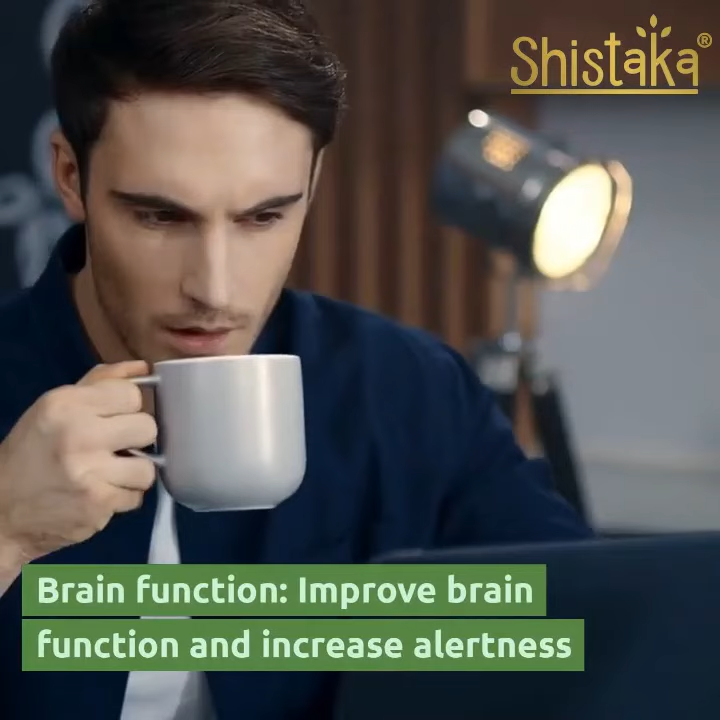 Shistaka®
Brain function: Improve brain
function and increase alertness